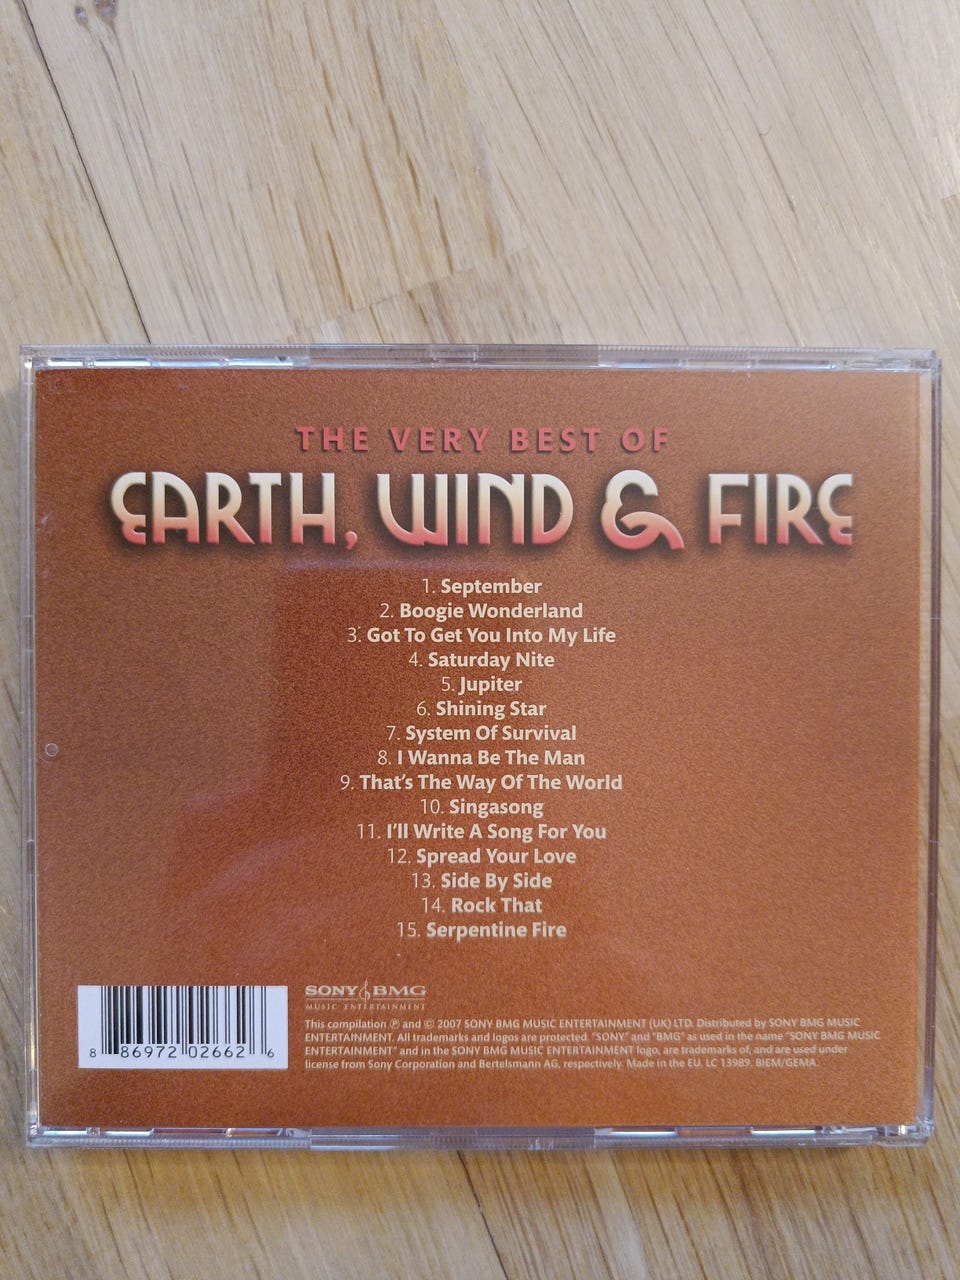 THE VERY BEST OF
EARTH, WIND & FIRE
1. September
2. Boogie Wonderland
3. Got To Get You Into My Life
4. Saturday Nite
5. Jupiter
6. Shining Star
7. System Of Survival
8. I Wanna Be The Man
9. That's The Way Of The World
10. Singasong
11. I'll Write A Song For You
12. Spread Your Love
13. Side By Side
14. Rock That
15. Serpentine Fire
SONY BMG
MUSIC ENTERTAINMENT
This compilation ℗ and © 2007 SONY BMG MUSIC ENTERTAINMENT (UK) LTD. Distributed by SONY BMG MUSIC
ENTERTAINMENT. All trademarks and logos are protected. "SONY" and "BMG" as used in the name "SONY BMG MUSIC
ENTERTAINMENT" and in the SONY BMG MUSIC ENTERTAINMENT logo, are trademarks of, and are used under
license from Sony Corporation and Bertelsmann AG, respectively. Made in the EU. LC 13989. BIEM/GEMA.
8 86972 02662 6